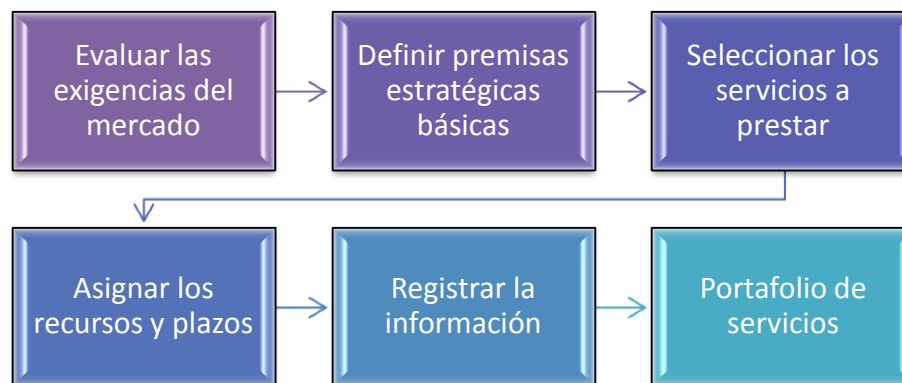 Evaluar las
exigencias del
mercado
Definir premisas
estratégicas
básicas
Seleccionar los
servicios a
prestar
Asignar los
recursos y plazos
Registrar la
información
Portafolio de
servicios